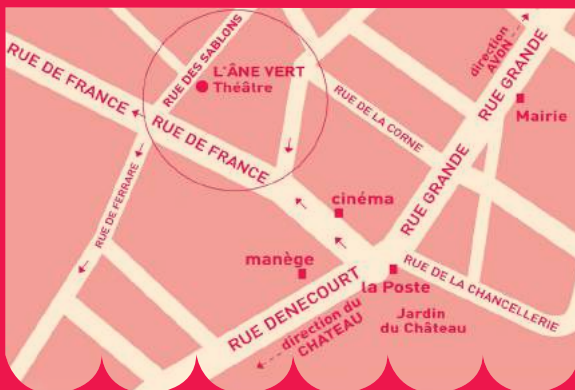 RUE DES SABLONS
L'ÂNE VERT
Théâtre
RUE DE FRANCE
RUE DE FRANCE
direction
AVON
RUE GRANDE
Mairie
RUE DE LA CORNE
RUE GRANDE
RUE DE FERRARE
cinéma
manège
la Poste
RUE DE LA CHANCELLERIE
RUE DENECOURT
Jardin
du Château
direction du
CHATEAU